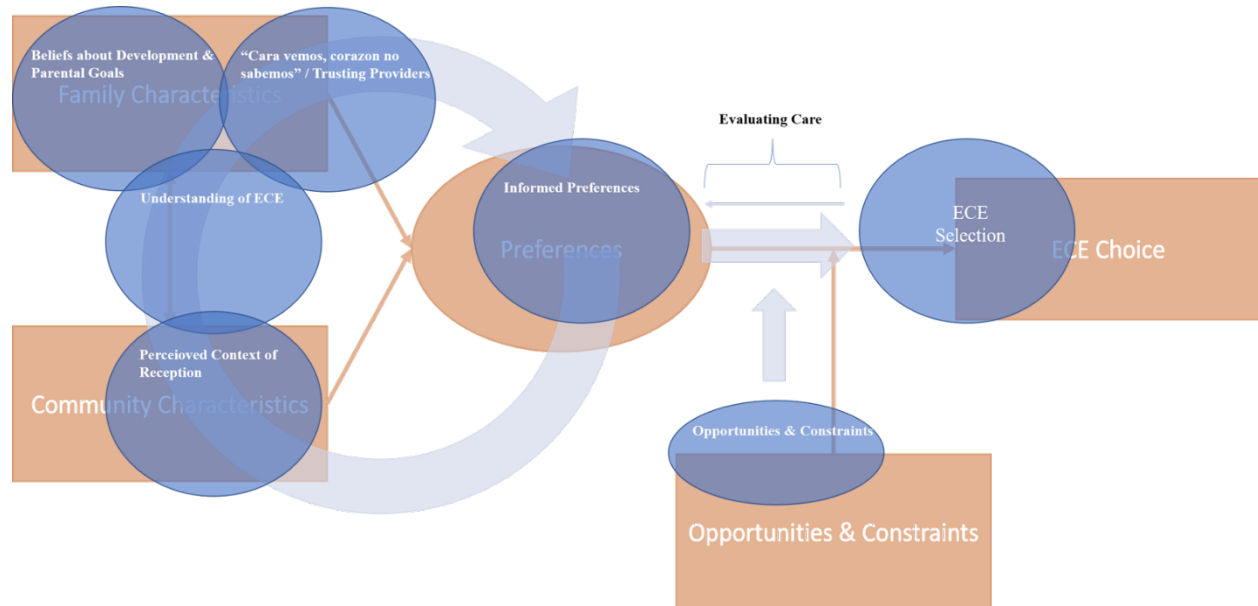 Beliefs about Development &
Parental Goals
“Cara vemos, corazon no
sabemos” / Trusting Providers
Family Characteristics
Understanding of ECE
Perceioved Context of
Reception
Community Characteristics
Informed Preferences
Preferences
Evaluating Care
ECE
Selection
ECE Choice
Opportunities & Constraints
Opportunities & Constraints